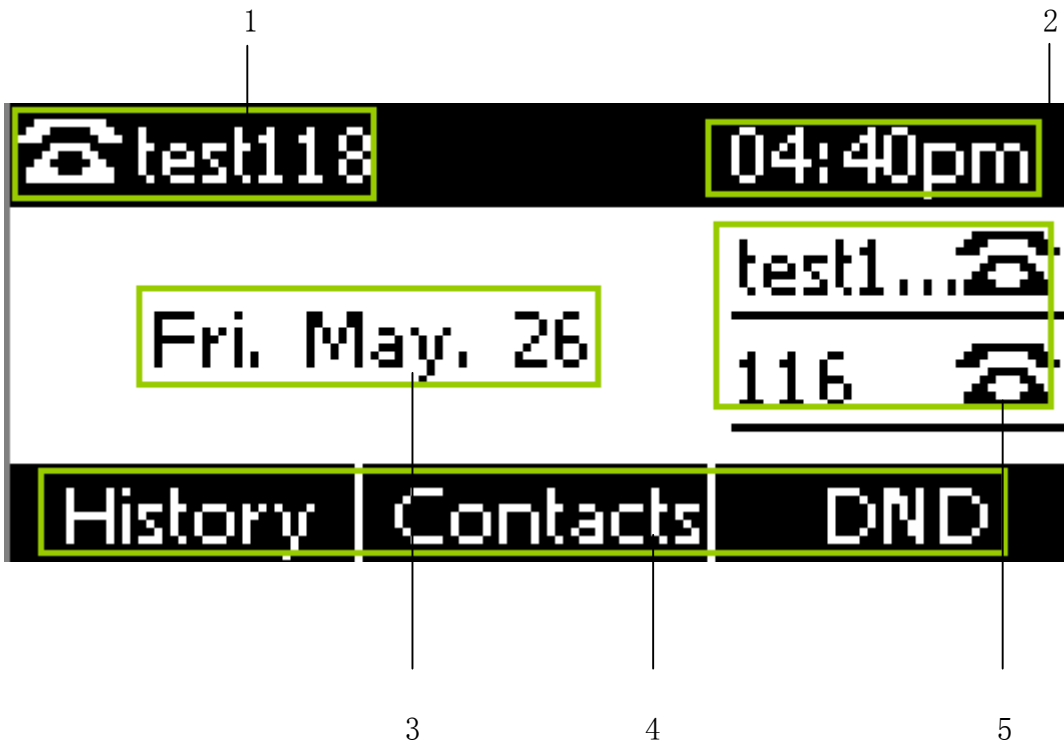 1 2
test118 04:40pm
test1...
Fri. May. 26
116
History Contacts DND
3 4 5